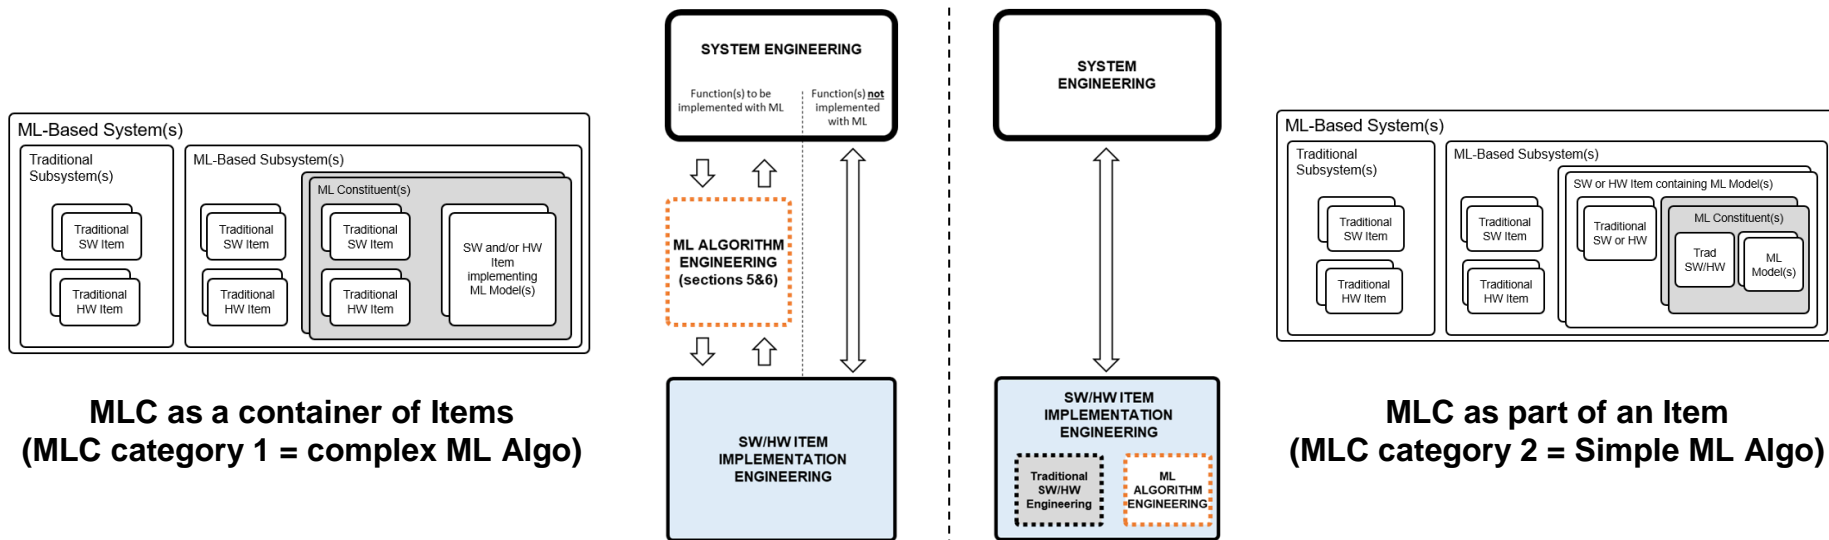 ML-Based System(s)
Traditional
Subsystem(s)
Traditional
SW Item
Traditional
HW Item
ML-Based Subsystem(s)
Traditional
SW Item
Traditional
HW Item
ML Constituent(s)
Traditional
SW Item
Traditional
HW Item
SW and/or HW
Item
implementing
ML Model(s)
MLC as a container of Items
(MLC category 1 = complex ML Algo)
SYSTEM ENGINEERING
Function(s) to be
implemented with ML
Function(s) not
implemented
with ML
ML ALGORITHM
ENGINEERING
(sections 5&6)
SW/HW ITEM
IMPLEMENTATION
ENGINEERING
SYSTEM
ENGINEERING
SW/HW ITEM
IMPLEMENTATION
ENGINEERING
Traditional
SW/HW
Engineering
ML
ALGORITHM
ENGINEERING
ML-Based System(s)
Traditional
Subsystem(s)
Traditional
SW Item
Traditional
HW Item
ML-Based Subsystem(s)
Traditional
SW Item
Traditional
HW Item
SW or HW Item containing ML Model(s)
Traditional
SW or HW
ML Constituent(s)
Trad
SW/HW
ML
Model(s)
MLC as part of an Item
(MLC category 2 = Simple ML Algo)